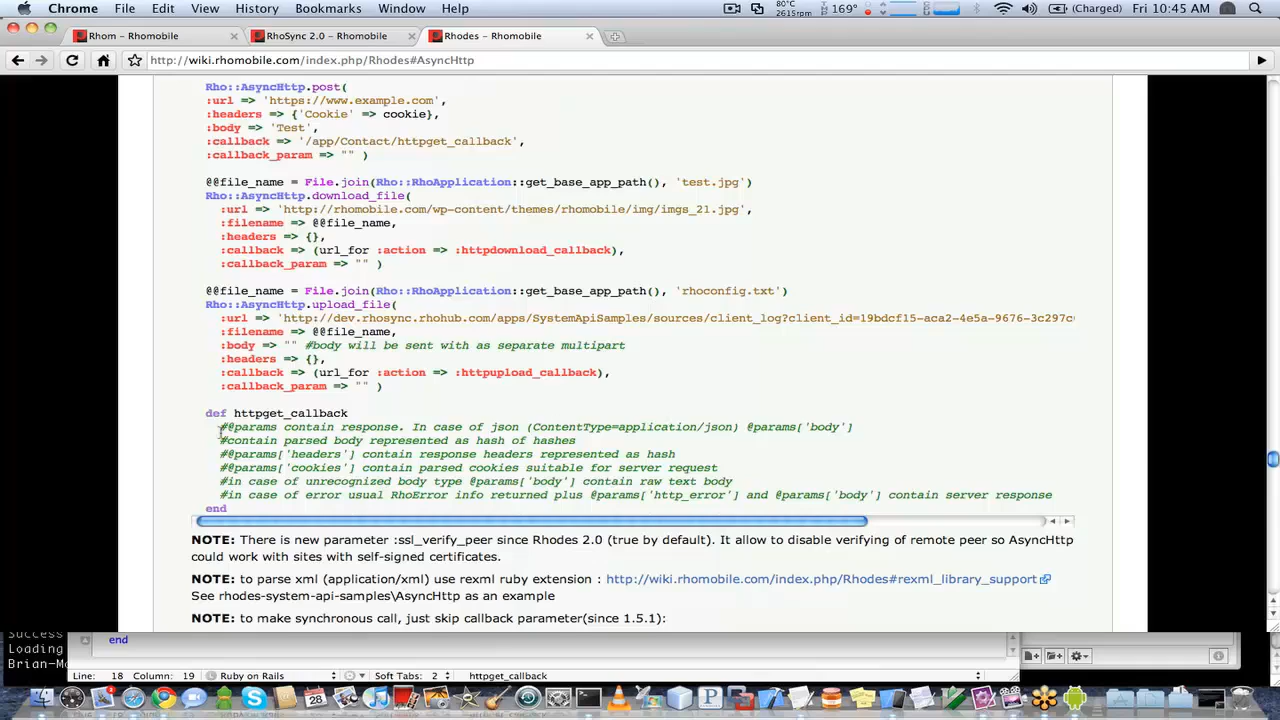 Chrome File Edit View History Bookmarks Window Help 80°C 2615rpm 169° (Charged) Fri 10:45 AM
Rhom – Rhomobile RhoSync 2.0 – Rhomobile Rhodes – Rhomobile
http://wiki.rhomobile.com/index.php/Rhodes#AsyncHttp
Rho::AsyncHttp.post(
:url => 'https://www.example.com',
:headers => {'Cookie' => cookie},
:body => 'Test',
:callback => '/app/Contact/httpget_callback',
:callback_param => "" )
@@file_name = File.join(Rho::RhoApplication::get_base_app_path(), 'test.jpg')
Rho::AsyncHttp.download_file(
:url => 'http://rhomobile.com/wp-content/themes/rhomobile/img/imgs_21.jpg',
:filename => @@file_name,
:headers => {},
:callback => (url_for :action => :httpdownload_callback),
:callback_param => "" )
@@file_name = File.join(Rho::RhoApplication::get_base_app_path(), 'rhoconfig.txt')
Rho::AsyncHttp.upload_file(
:url => 'http://dev.rhosync.rhohub.com/apps/SystemApiSamples/sources/client_log?client_id=19bdcf15-aca2-4e5a-9676-3c297c
:filename => @@file_name,
:body => "" #body will be sent with as separate multipart
:headers => {},
:callback => (url_for :action => :httpupload_callback),
:callback_param => "" )
def httpget_callback
#@params contain response. In case of json (ContentType=application/json) @params['body']
#contain parsed body represented as hash of hashes
#@params['headers'] contain response headers represented as hash
#@params['cookies'] contain parsed cookies suitable for server request
#in case of unrecognized body type @params['body'] contain raw text body
#in case of error usual RhoError info returned plus @params['http_error'] and @params['body'] contain server response
end
NOTE: There is new parameter :ssl_verify_peer since Rhodes 2.0 (true by default). It allow to disable verifying of remote peer so AsyncHttp
could work with sites with self-signed certificates.
NOTE: to parse xml (application/xml) use rexml ruby extension : http://wiki.rhomobile.com/index.php/Rhodes#rexml_library_support
See rhodes-system-api-samples\AsyncHttp as an example
NOTE: to make synchronous call, just skip callback parameter(since 1.5.1):
Success
end
Loading
Brian-Mo
Line: 18 Column: 19 Ruby on Rails Soft Tabs: 2 httpget_callback